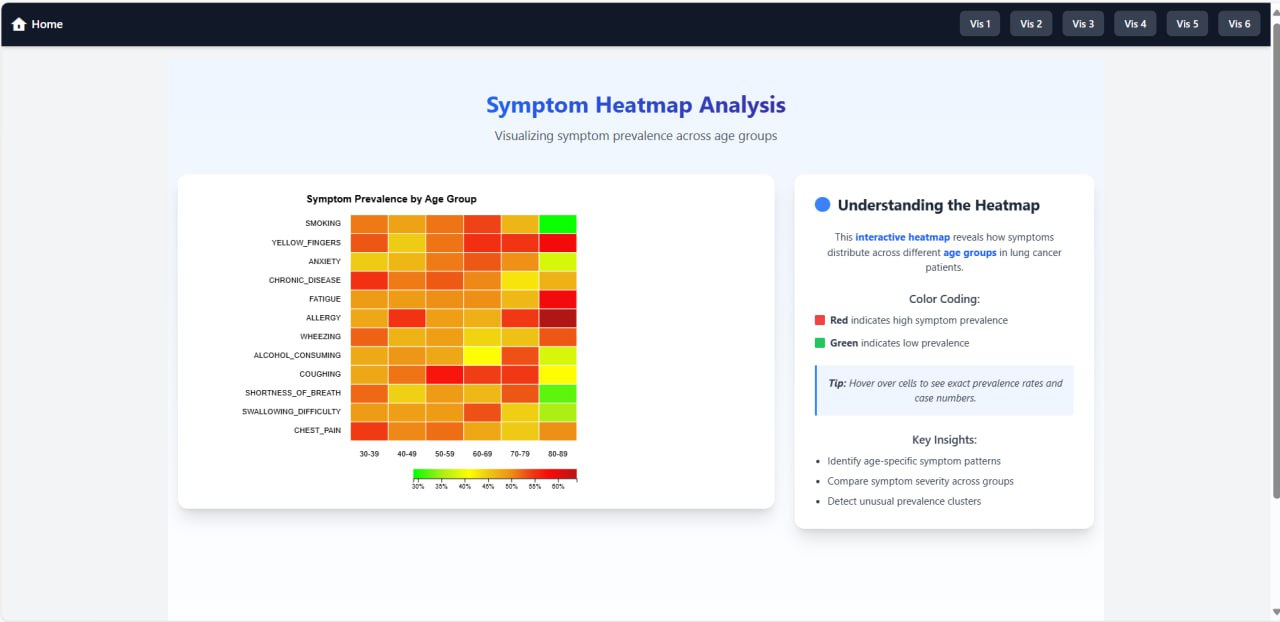 Home
Vis 1
Vis 2
Vis 3
Vis 4
Vis 5
Vis 6
Symptom Heatmap Analysis
Visualizing symptom prevalence across age groups
Symptom Prevalence by Age Group
SMOKING
YELLOW_FINGERS
ANXIETY
CHRONIC_DISEASE
FATIGUE
ALLERGY
WHEEZING
ALCOHOL_CONSUMING
COUGHING
SHORTNESS_OF_BREATH
SWALLOWING_DIFFICULTY
CHEST_PAIN
30-39 40-49 50-59 60-69 70-79 80-89
30% 35% 40% 45% 50% 55% 60%
Understanding the Heatmap
This interactive heatmap reveals how symptoms
distribute across different age groups in lung cancer
patients.
Color Coding:
Red indicates high symptom prevalence
Green indicates low prevalence
Tip: Hover over cells to see exact prevalence rates and
case numbers.
Key Insights:
• Identify age-specific symptom patterns
• Compare symptom severity across groups
• Detect unusual prevalence clusters